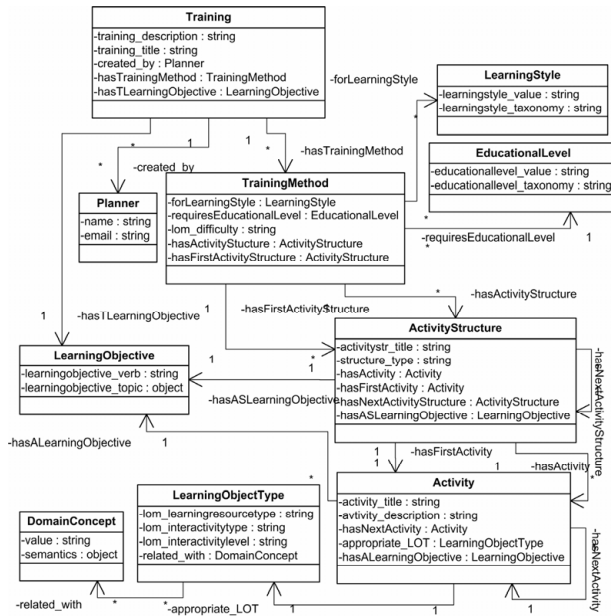 Training
-training_description : string
-training_title : string
-created_by : Planner
-hasTrainingMethod : TrainingMethod
-hasTLearningObjective : LearningObjective
-forLearningStyle
LearningStyle
-learningstyle_value : string
-learningstyle_taxonomy : string
*
* 1 1
* * *
-created_by
-hasTrainingMethod
EducationalLevel
-educationallevel_value : string
-educationallevel_taxonomy : string
Planner
-name : string
-email : string
TrainingMethod
-forLearningStyle : LearningStyle
-requiresEducationalLevel : EducationalLevel
-lom_difficulty : string
-hasActivityStucture : ActivityStructure
-hasFirstActivityStructure : ActivityStructure
*
* 1
-requiresEducationalLevel
1 *
-hasActivityStructure
1 -hasTLearningObjective
1 -hasFirstActivityStructure
*
LearningObjective
-learningobjective_verb : string
-learningobjective_topic : object
1
1
-hasASLearningObjective
ActivityStructure
-activitystr_title : string
-structure_type : string
-hasActivity : Activity
-hasFirstActivity : Activity
-hasNextActivityStructure : ActivityStructure
-hasASLearningObjective : LearningObjective
-hasNextActivityStructure
-hasALearningObjective
1
1
1
-hasFirstActivity
1
-hasActivity
*
*
LearningObjectType
-lom_learningresourcetype : string
-lom_interactivitytype : string
-lom_interactivitylevel : string
-related_with : DomainConcept
Activity
-activity_title : string
-avtivity_description : string
-hasNextActivity : Activity
-appropriate_LOT : LearningObjectType
-hasALearningObjective : LearningObjective
-hasNextActivity
DomainConcept
-value : string
-semantics : object
-related_with
*
*
-appropriate_LOT
1
1
1
1